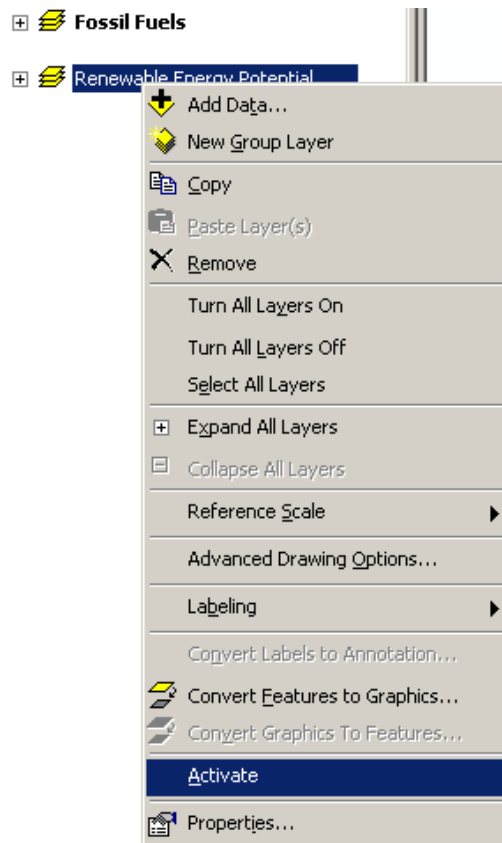 Fossil Fuels
Renewable Energy Potential
Add Data...
New Group Layer
Copy
Paste Layer(s)
Remove
Turn All Layers On
Turn All Layers Off
Select All Layers
Expand All Layers
Collapse All Layers
Reference Scale
Advanced Drawing Options...
Labeling
Convert Labels to Annotation...
Convert Features to Graphics...
Convert Graphics To Features...
Activate
Properties...